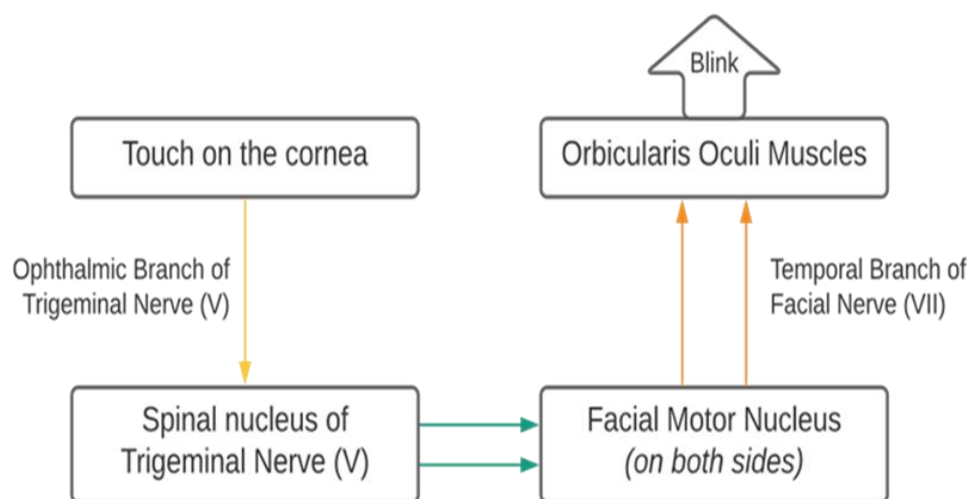 Blink
Touch on the cornea
Orbicularis Oculi Muscles
Ophthalmic Branch of
Trigeminal Nerve (V)
Temporal Branch of
Facial Nerve (VII)
Spinal nucleus of
Trigeminal Nerve (V)
Facial Motor Nucleus
(on both sides)